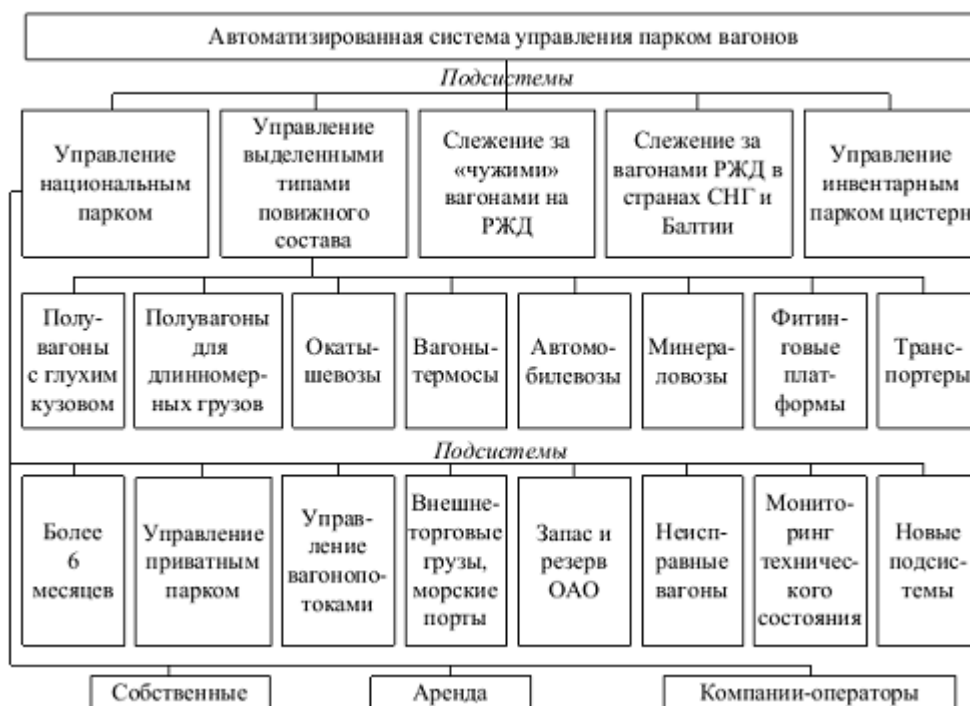 Автоматизированная система управления парком вагонов
Подсистемы
Управление
национальным
парком
Управление
выделенными
типами
повижного
состава
Слежение за
«чужими»
вагонами на
РЖД
Слежение за
вагонами РЖД в
странах СНГ и
Балтии
Управление
инвентарным
парком цистерн
Полу-
вагоны
с глухим
кузовом
Полувагоны
для
длинномер-
ных грузов
Окаты-
шевозы
Вагоны-
термосы
Автомо-
билевозы
Минера-
ловозы
Фитин-
говые
плат-
формы
Транс-
портеры
Подсистемы
Более
6
месяцев
Управление
приватным
парком
Управ-
ление
вагонопо-
токами
Внешне-
торговые
грузы,
морские
порты
Запас и
резерв
ОАО
Неисп-
равные
вагоны
Монито-
ринг
техничес-
кого
состояния
Новые
подсис-
темы
Собственные
Аренда
Компании-операторы